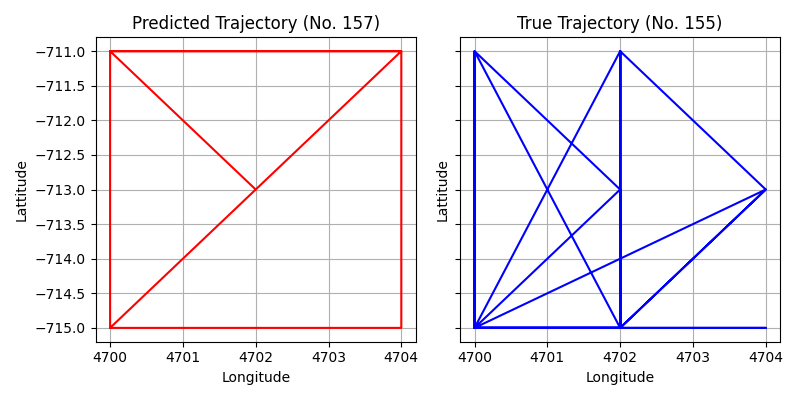 Predicted Trajectory (No. 157)
−711.0
−711.5
−712.0
−712.5
−713.0
−713.5
−714.0
−714.5
−715.0
Lattitude
4700 4701 4702 4703 4704
Longitude
True Trajectory (No. 155)
Lattitude
4700 4701 4702 4703 4704
Longitude